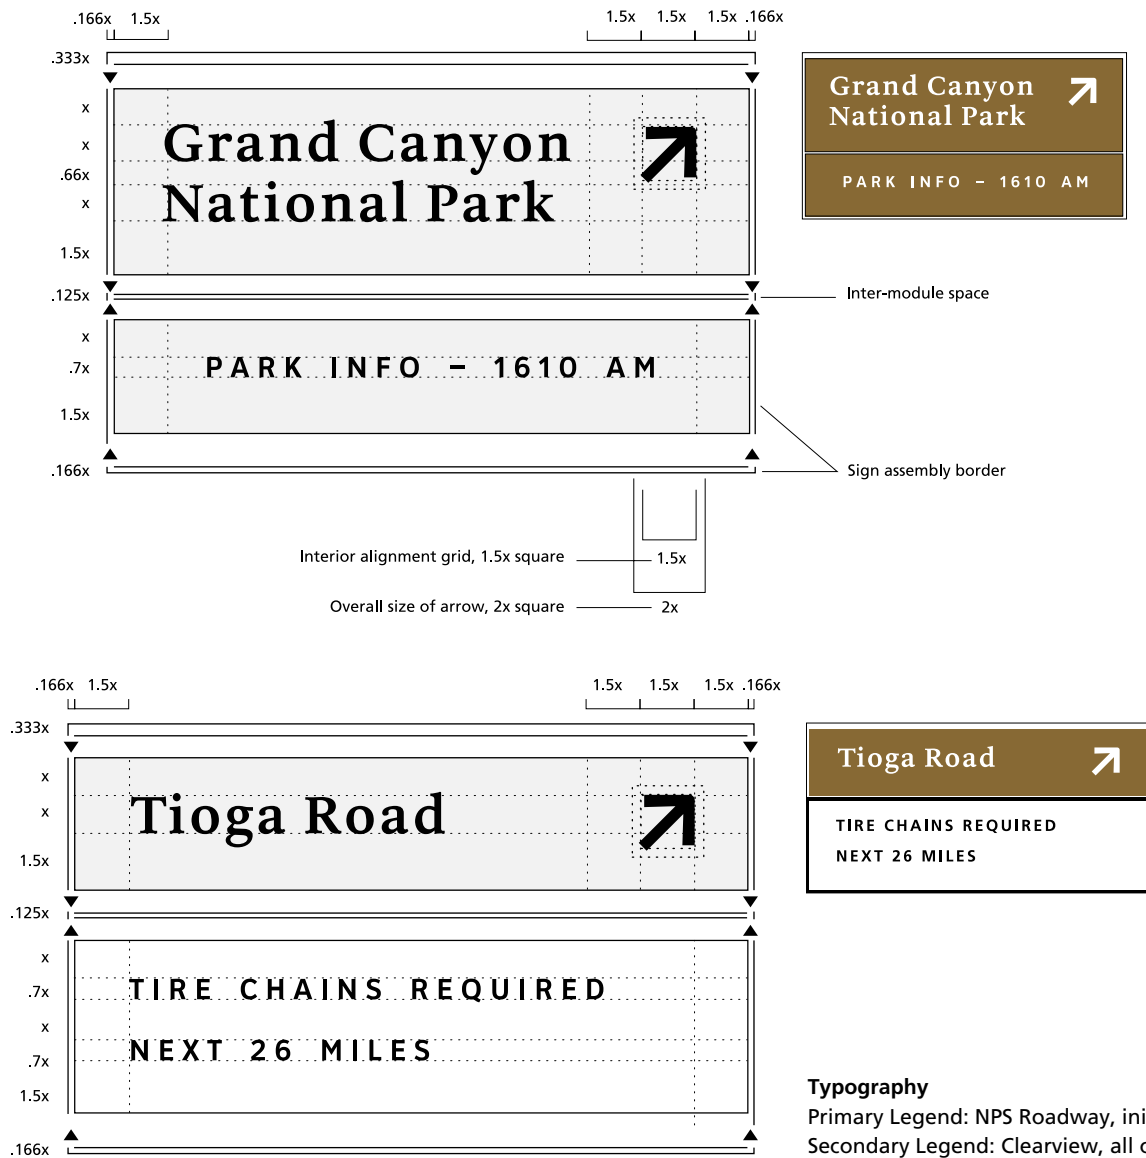 .166x 1.5x 1.5x 1.5x 1.5x .166x
.333x
x
x
.66x
x
1.5x
Grand Canyon
National Park
Grand Canyon
National Park
PARK INFO – 1610 AM
.125x
Inter-module space
x
.7x
1.5x
PARK INFO – 1610 AM
.166x
Sign assembly border
Interior alignment grid, 1.5x square 1.5x
Overall size of arrow, 2x square 2x
.166x 1.5x 1.5x 1.5x 1.5x .166x
.333x
x
x
1.5x
Tioga Road
Tioga Road
TIRE CHAINS REQUIRED
NEXT 26 MILES
.125x
x
.7x
x
.7x
1.5x
TIRE CHAINS REQUIRED
NEXT 26 MILES
.166x
Typography
Primary Legend: NPS Roadway, ini
Secondary Legend: Clearview, all